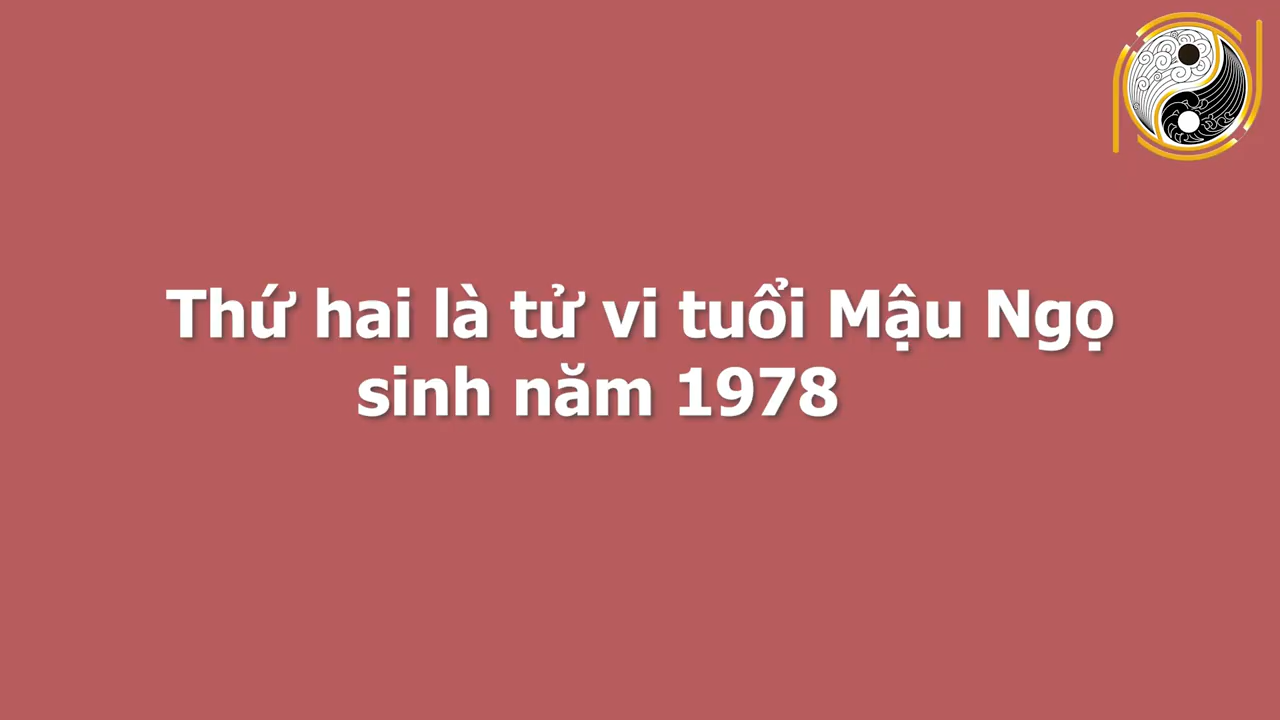 Thứ hai là tử vi tuổi Mậu Ngọ
sinh năm 1978